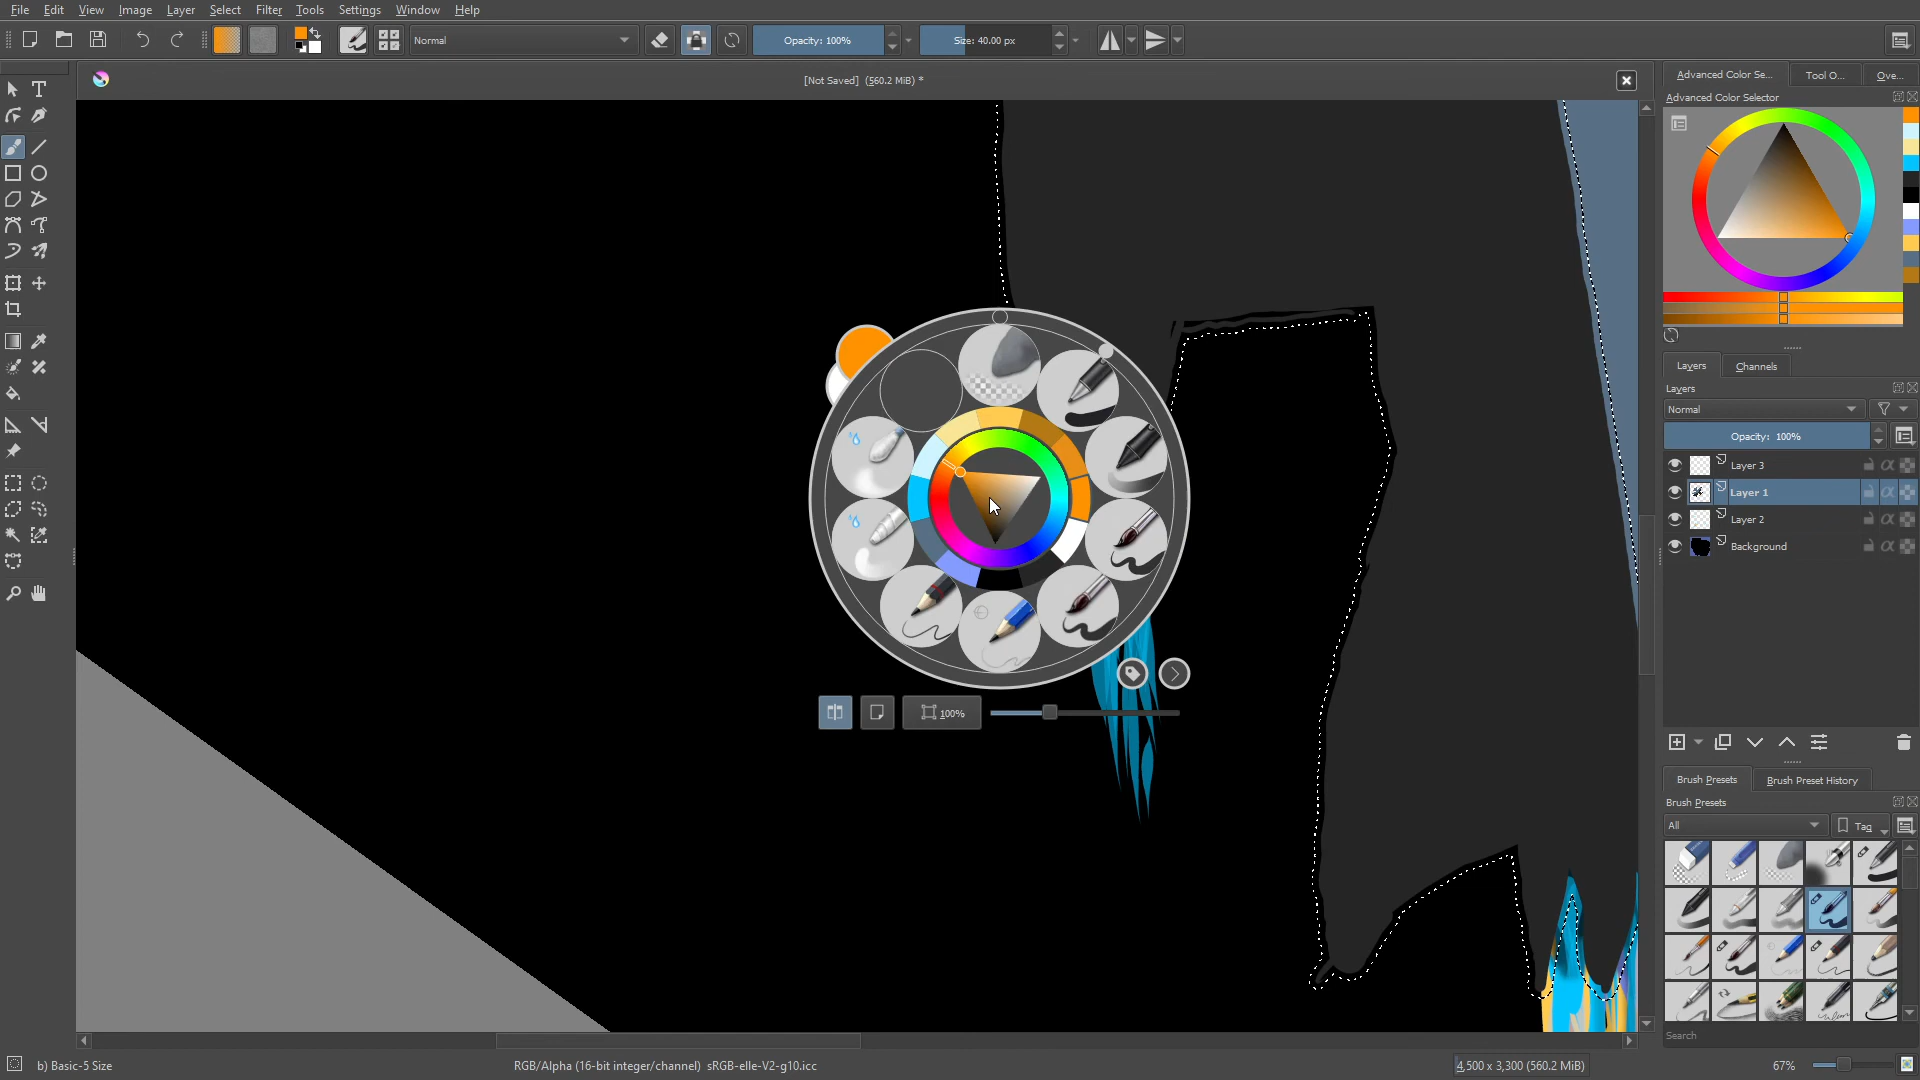 File Edit View Image Layer Select Filter Tools Settings Window Help
Normal
Opacity: 100%
Size: 40.00 px
[Not Saved] (560.2 MiB) *
Advanced Color Se... Tool O... Ove...
Advanced Color Selector
Layers Channels
Layers
Normal
Opacity: 100%
Layer 3
Layer 1
Layer 2
Background
100%
Brush Presets Brush Preset History
Brush Presets
All Tag
Search
b) Basic-5 Size
RGB/Alpha (16-bit integer/channel) sRGB-elle-V2-g10.icc
4,500 x 3,300 (560.2 MiB)
67%